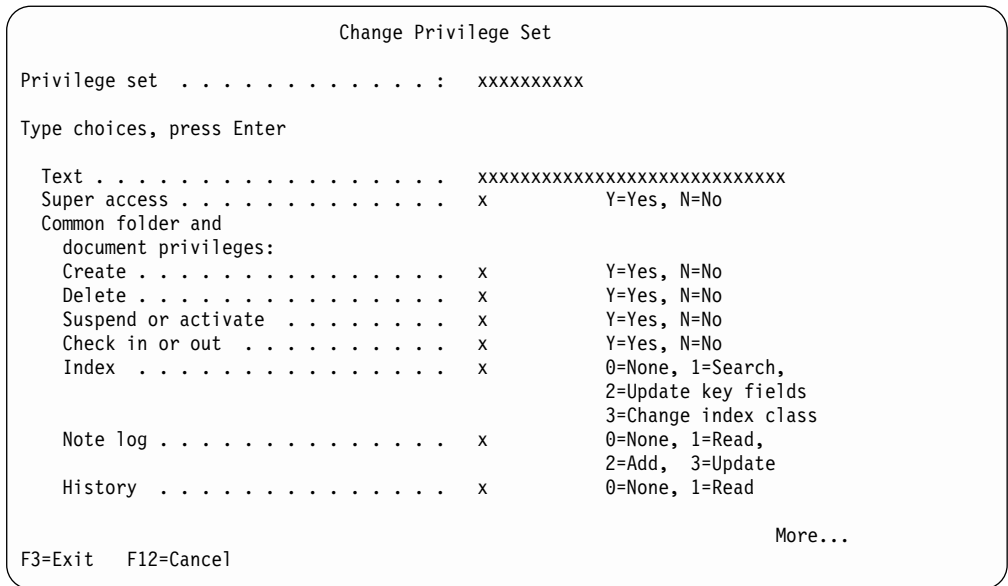 Change Privilege Set
Privilege set . . . . . . . . . . . . . : xxxxxxxxxx
Type choices, press Enter
Text . . . . . . . . . . . . . . . . . xxxxxxxxxxxxxxxxxxxxxxxxxxxxx
Super access . . . . . . . . . . . . . x Y=Yes, N=No
Common folder and
document privileges:
Create . . . . . . . . . . . . . . . x Y=Yes, N=No
Delete . . . . . . . . . . . . . . . x Y=Yes, N=No
Suspend or activate . . . . . . . . x Y=Yes, N=No
Check in or out . . . . . . . . . . x Y=Yes, N=No
Index . . . . . . . . . . . . . . . x 0=None, 1=Search,
2=Update key fields
3=Change index class
Note log . . . . . . . . . . . . . . x 0=None, 1=Read,
2=Add, 3=Update
History . . . . . . . . . . . . . . x 0=None, 1=Read
More...
F3=Exit F12=Cancel